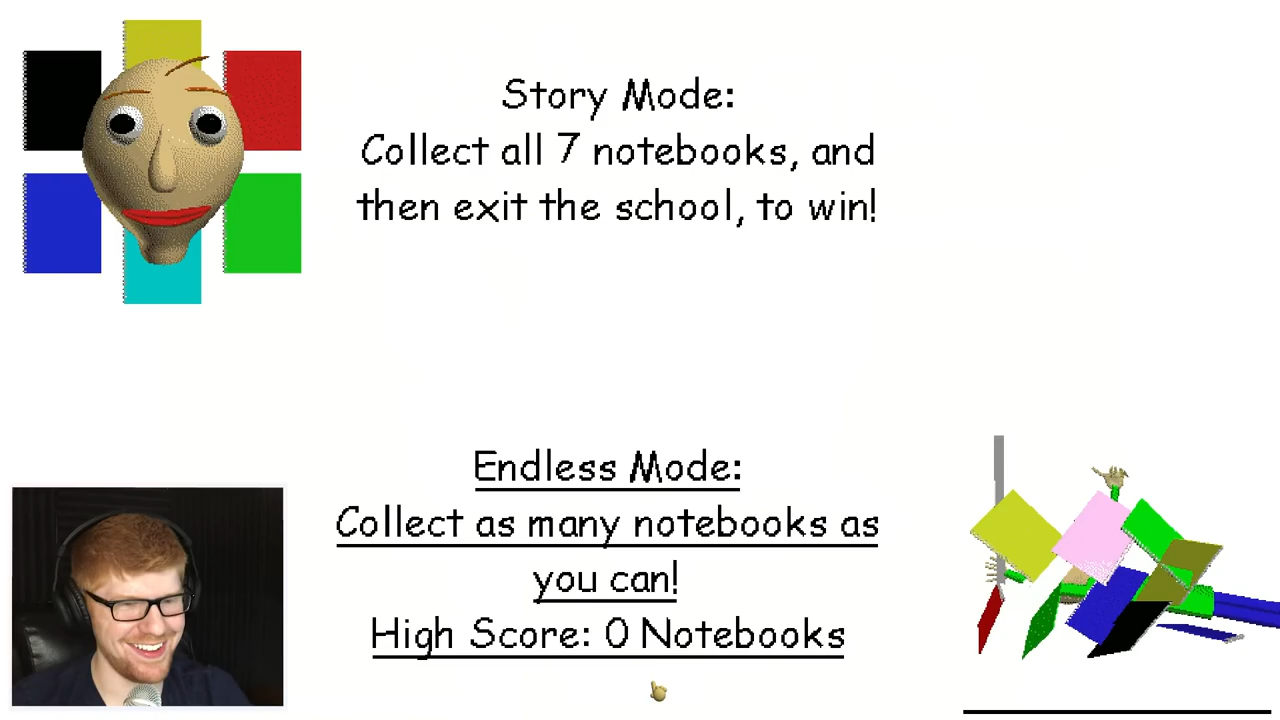 Story Mode:
Collect all 7 notebooks, and
then exit the school, to win!
Endless Mode:
Collect as many notebooks as
you can!
High Score: 0 Notebooks